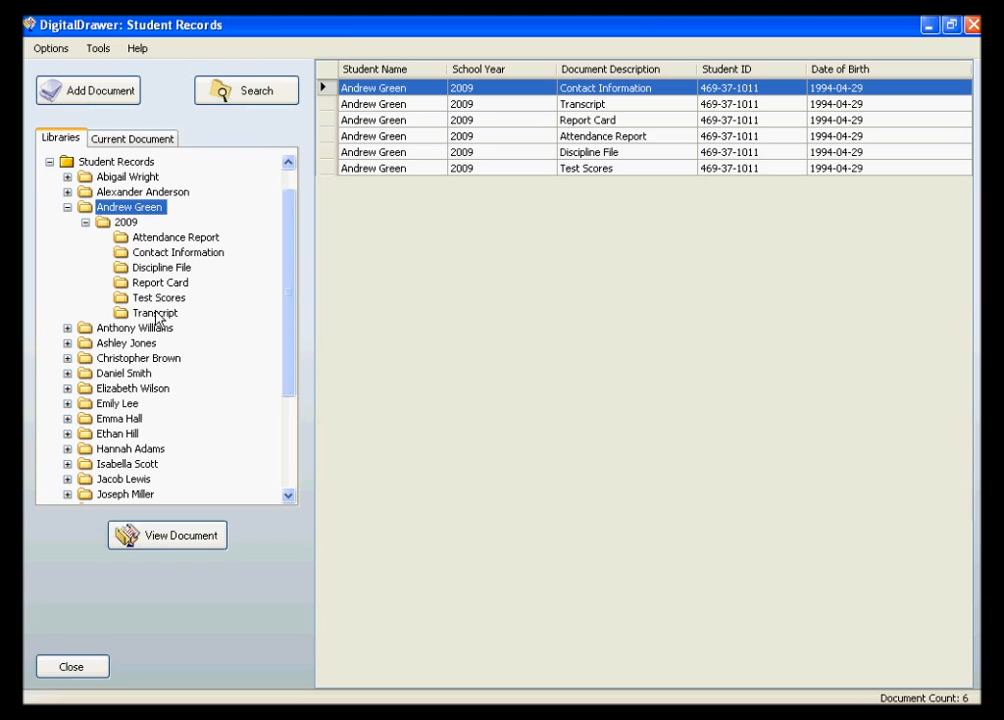 DigitalDrawer: Student Records
Options Tools Help
Add Document Search
Libraries Current Document
Student Records
Abigail Wright
Alexander Anderson
Andrew Green
2009
Attendance Report
Contact Information
Discipline File
Report Card
Test Scores
Transcript
Anthony Williams
Ashley Jones
Christopher Brown
Daniel Smith
Elizabeth Wilson
Emily Lee
Emma Hall
Ethan Hill
Hannah Adams
Isabella Scott
Jacob Lewis
Joseph Miller
View Document
Close
Student Name School Year Document Description Student ID Date of Birth
Andrew Green 2009 Contact Information 469-37-1011 1994-04-29
Andrew Green 2009 Transcript 469-37-1011 1994-04-29
Andrew Green 2009 Report Card 469-37-1011 1994-04-29
Andrew Green 2009 Attendance Report 469-37-1011 1994-04-29
Andrew Green 2009 Discipline File 469-37-1011 1994-04-29
Andrew Green 2009 Test Scores 469-37-1011 1994-04-29
Document Count: 6